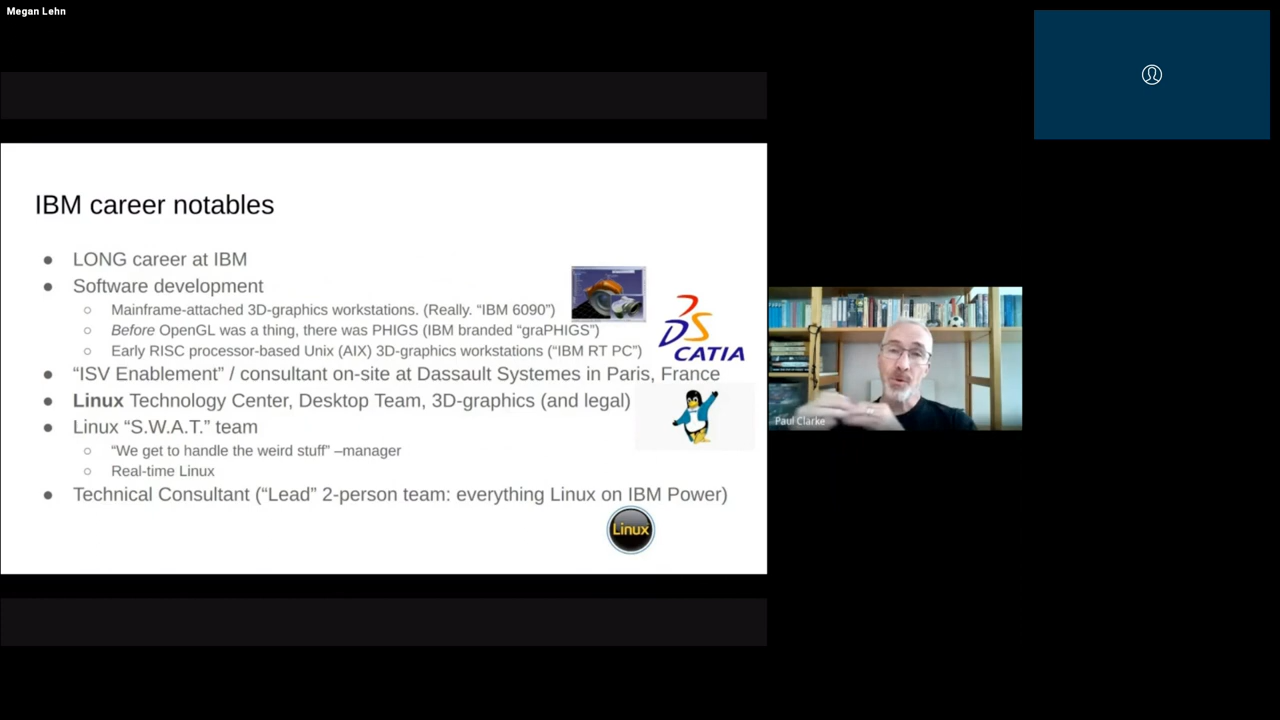 Megan Lehn
IBM career notables
● LONG career at IBM
● Software development
○ Mainframe-attached 3D-graphics workstations. (Really. “IBM 6090”)
○ Before OpenGL was a thing, there was PHIGS (IBM branded “graPHIGS”)
○ Early RISC processor-based Unix (AIX) 3D-graphics workstations (“IBM RT PC”)
DS
CATIA
● “ISV Enablement” / consultant on-site at Dassault Systemes in Paris, France
● Linux Technology Center, Desktop Team, 3D-graphics (and legal)
● Linux “S.W.A.T.” team
○ “We get to handle the weird stuff” –manager
○ Real-time Linux
● Technical Consultant (“Lead” 2-person team: everything Linux on IBM Power)
Linux
Paul Clarke